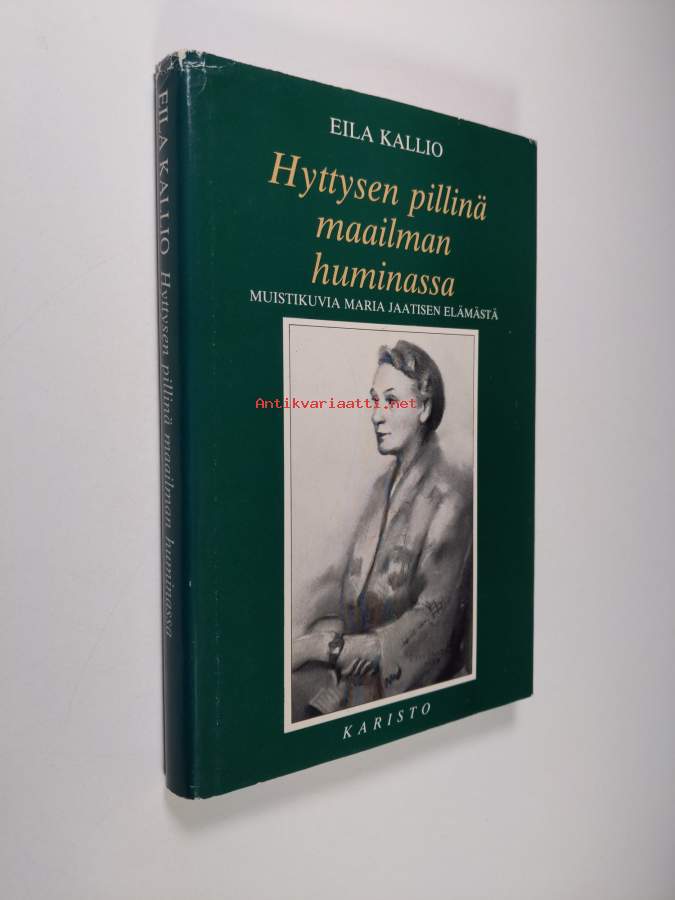 EILA KALLIO
Hyttysen pillinä
maailman
huminassa
MUISTIKUVIA MARIA JAATISEN ELÄMÄSTÄ
Antikvariaatti.net
KARISTO
EILA KALLIO Hyttysen pillinä maailman huminassa